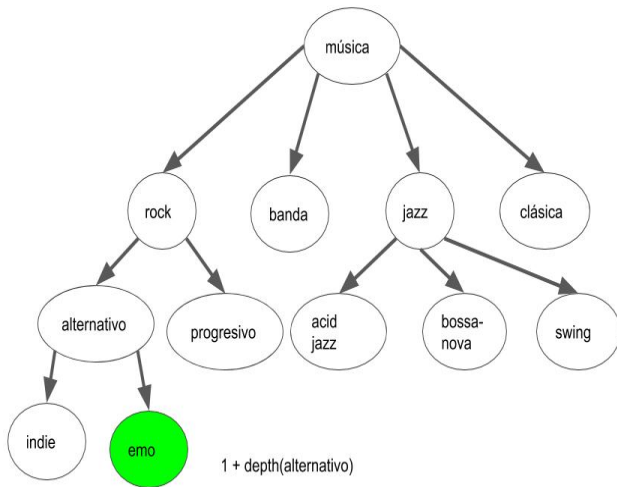 música
rock
banda
jazz
clásica
alternativo
progresivo
acid
jazz
bossa-
nova
swing
indie
emo
1 + depth(alternativo)